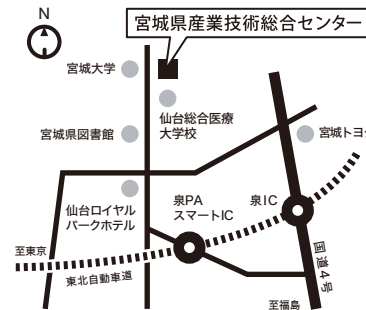 N
宮城県産業技術総合センター
宮城大学
仙台総合医療
大学校
宮城県図書館
宮城トヨタ
仙台ロイヤル
パークホテル
泉PA
スマートIC
泉IC
至東京
東北自動車道
国道4号
至福島